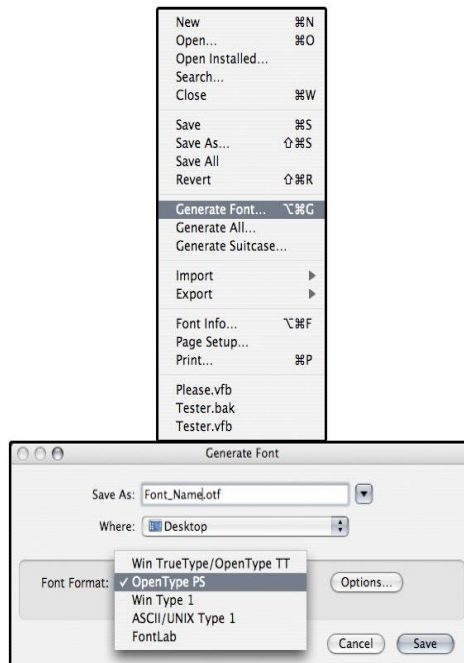 New ⌘N
Open... ⌘O
Open Installed...
Search...
Close ⌘W
Save ⌘S
Save As... ⇧⌘S
Save All
Revert ⇧⌘R
Generate Font... ⌥⌘G
Generate All...
Generate Suitcase...
Import ▶
Export ▶
Font Info... ⌥⌘F
Page Setup...
Print... ⌘P
Please.vfb
Tester.bak
Tester.vfb
Generate Font
Save As: Font_Name.otf
Where: Desktop
Win TrueType/OpenType TT
Font Format: ✓ OpenType PS Options...
Win Type 1
ASCII/UNIX Type 1
FontLab
Cancel Save